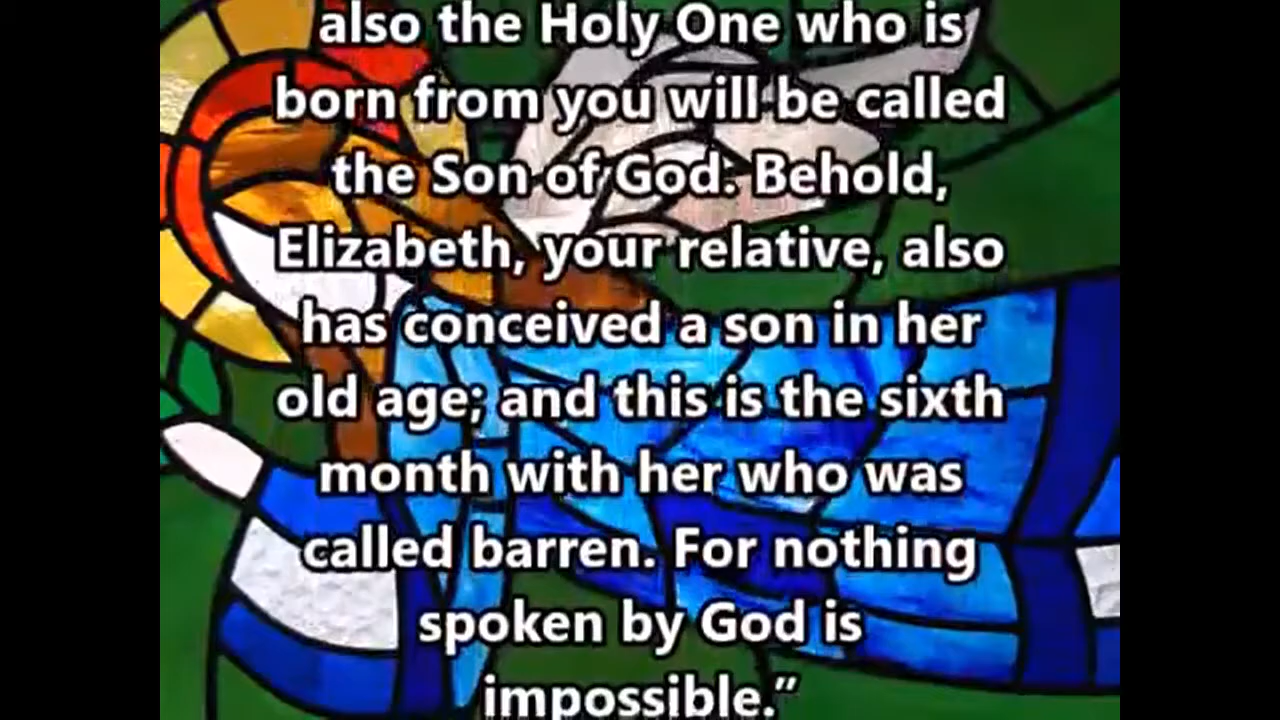 also the Holy One who is
born from you will be called
the Son of God. Behold,
Elizabeth, your relative, also
has conceived a son in her
old age; and this is the sixth
month with her who was
called barren. For nothing
spoken by God is
impossible.”